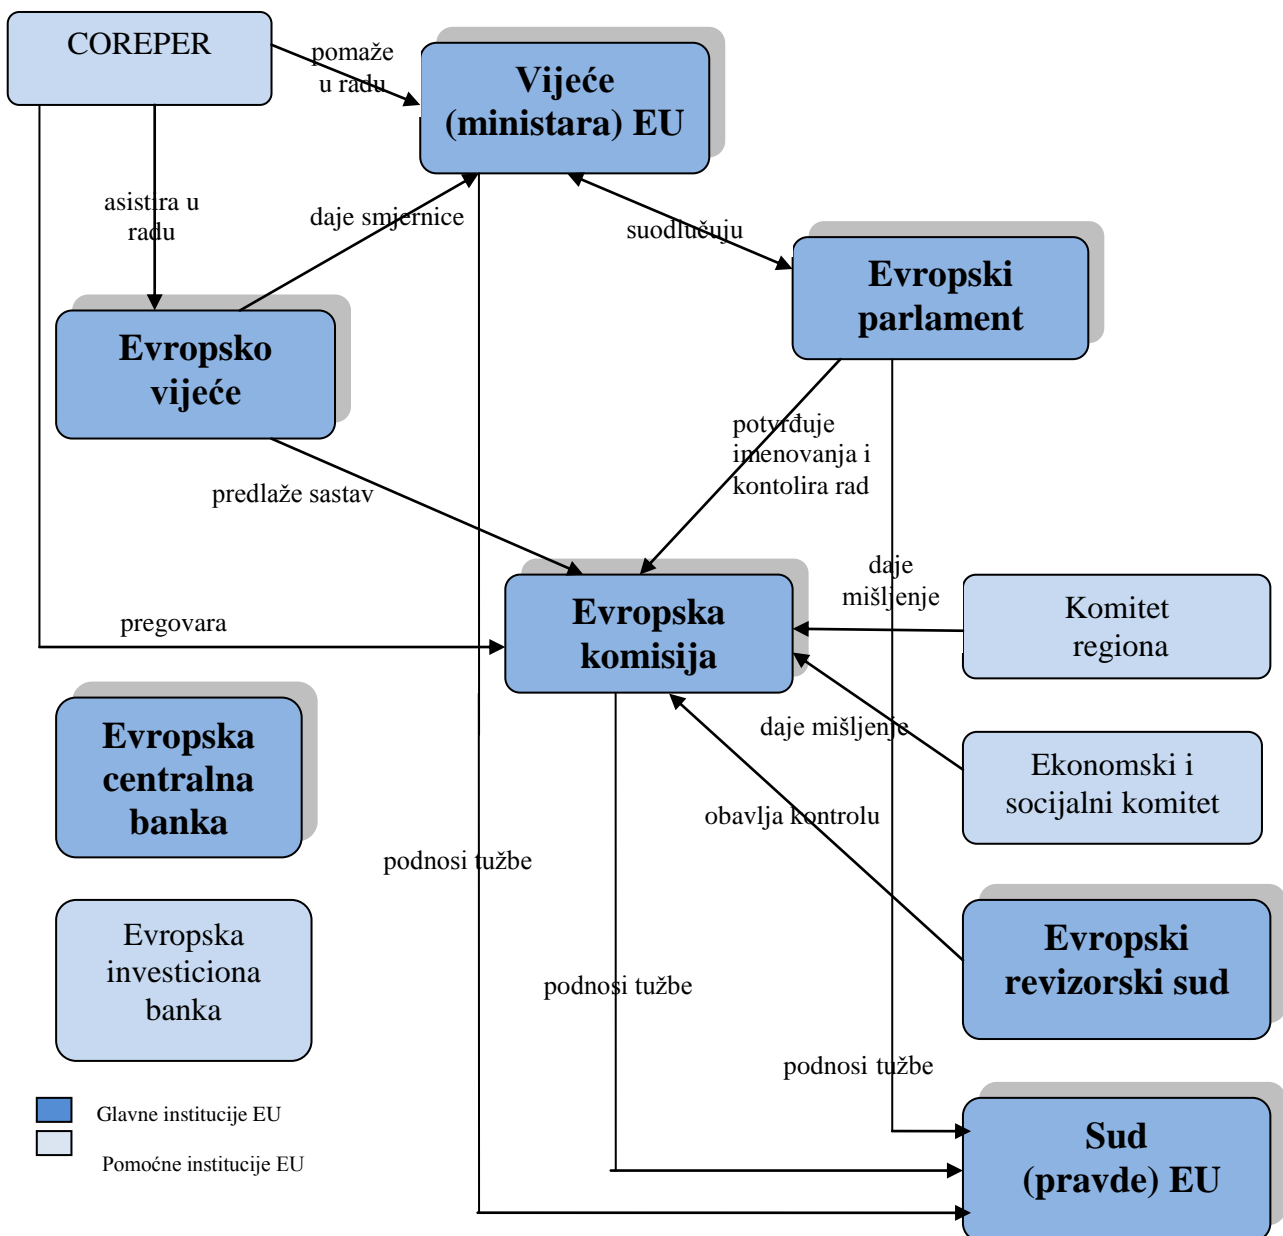 COREPER
pomaže
u radu
Vijeće
(ministara) EU
asistira u
radu
daje smjernice
suodlučuju
Evropski
parlament
Evropsko
vijeće
potvrđuje
imenovanja i
kontolira rad
predlaže sastav
daje
mišljenje
Evropska
komisija
Komitet
regiona
pregovara
Evropska
centralna
banka
daje mišljenje
Ekonomski i
socijalni komitet
obavlja kontrolu
podnosi tužbe
Evropska
investiciona
banka
Evropski
revizorski sud
podnosi tužbe
podnosi tužbe
Glavne institucije EU
Pomoćne institucije EU
Sud
(pravde) EU